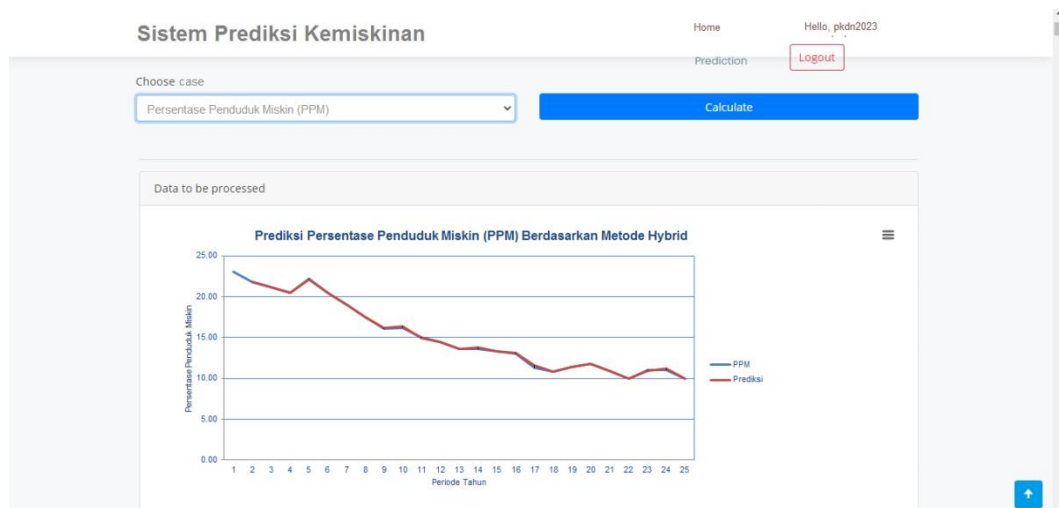 Sistem Prediksi Kemiskinan
Home
Hello, pkdn2023
Prediction
Logout
Choose case
Persentase Penduduk Miskin (PPM)
Calculate
Data to be processed
Prediksi Persentase Penduduk Miskin (PPM) Berdasarkan Metode Hybrid
25.00
20.00
15.00
10.00
5.00
0.00
Persentase Penduduk Miskin
PPM
Prediksi
1 2 3 4 5 6 7 8 9 10 11 12 13 14 15 16 17 18 19 20 21 22 23 24 25
Periode Tahun